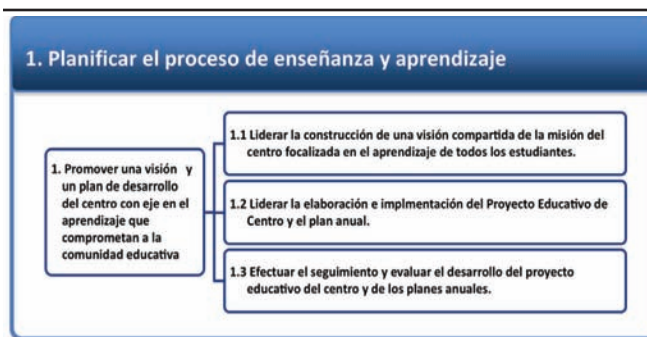 1. Planificar el proceso de enseñanza y aprendizaje
1. Promover una visión y
un plan de desarrollo
del centro con eje en el
aprendizaje que
comprometan a la
comunidad educativa
1.1 Liderar la construcción de una visión compartida de la misión del
centro focalizada en el aprendizaje de todos los estudiantes.
1.2 Liderar la elaboración e implmentación del Proyecto Educativo de
Centro y el plan anual.
1.3 Efectuar el seguimiento y evaluar el desarrollo del proyecto
educativo del centro y de los planes anuales.